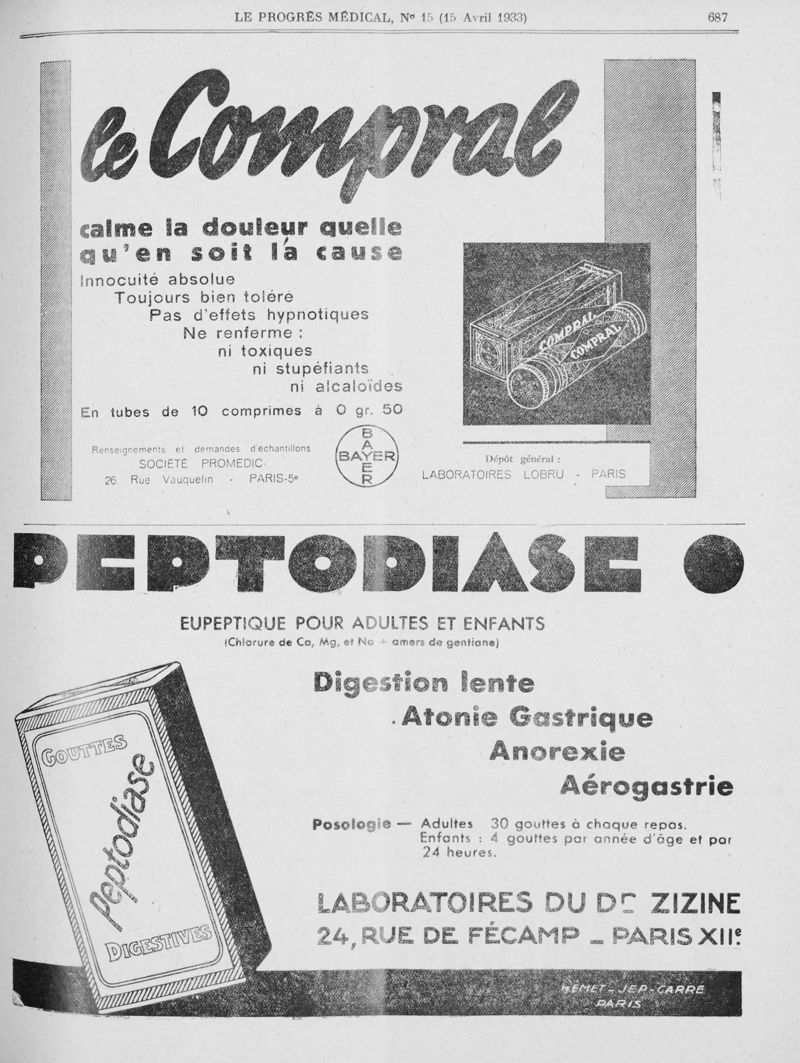 LE PROGRÈS MÉDICAL, Nº 15 (15 Avril 1933) 687
le Compral
calme la douleur quelle
qu'en soit la cause
Innocuité absolue
Toujours bien toléré
Pas d'effets hypnotiques
Ne renferme :
ni toxiques
ni stupéfiants
ni alcaloïdes
En tubes de 10 comprimes à 0 gr. 50
COMPRAL
COMPRAL
Renseignements et demandes d'échantillons
SOCIÉTÉ PROMEDIC
26, Rue Vauquelin - PARIS-5e
BAYER
BAYER
Dépôt général :
LABORATOIRES LOBRU - PARIS
PEPTODIASE
EUPEPTIQUE POUR ADULTES ET ENFANTS
(Chlorure de Ca, Mg, et Na + amers de gentiane)
Digestion lente
Atonie Gastrique
Anorexie
Aérogastrie
GOUTTES
Peptodiase
DIGESTIVES
Posologie — Adultes 30 gouttes à chaque repas.
Enfants : 4 gouttes par année d'âge et par
24 heures.
LABORATOIRES DU Dr ZIZINE
24, RUE DE FÉCAMP _ PARIS XIIe
HÉMET - JEP - CARRÉ
PARIS